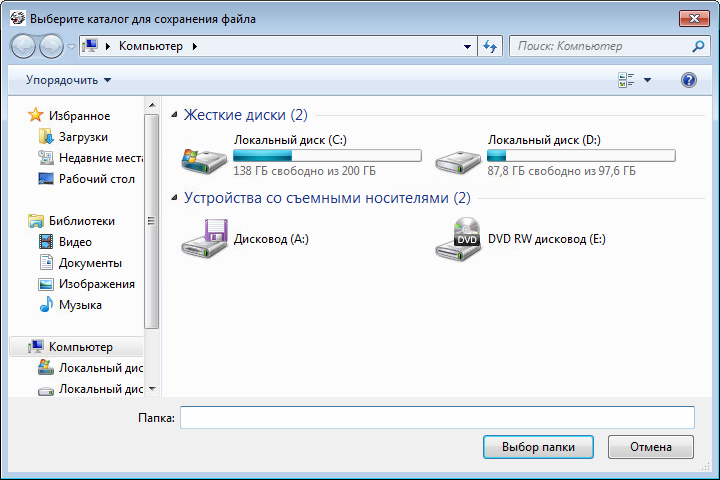 Выберите каталог для сохранения файла
Компьютер
Поиск: Компьютер
Упорядочить
Избранное
Загрузки
Недавние места
Рабочий стол
Библиотеки
Видео
Документы
Изображения
Музыка
Компьютер
Локальный дис
Локальный дис
Жесткие диски (2)
Локальный диск (C:)
138 ГБ свободно из 200 ГБ
Локальный диск (D:)
87,8 ГБ свободно из 97,6 ГБ
Устройства со съемными носителями (2)
Дисковод (A:)
DVD
DVD RW дисковод (E:)
Папка:
Выбор папки
Отмена